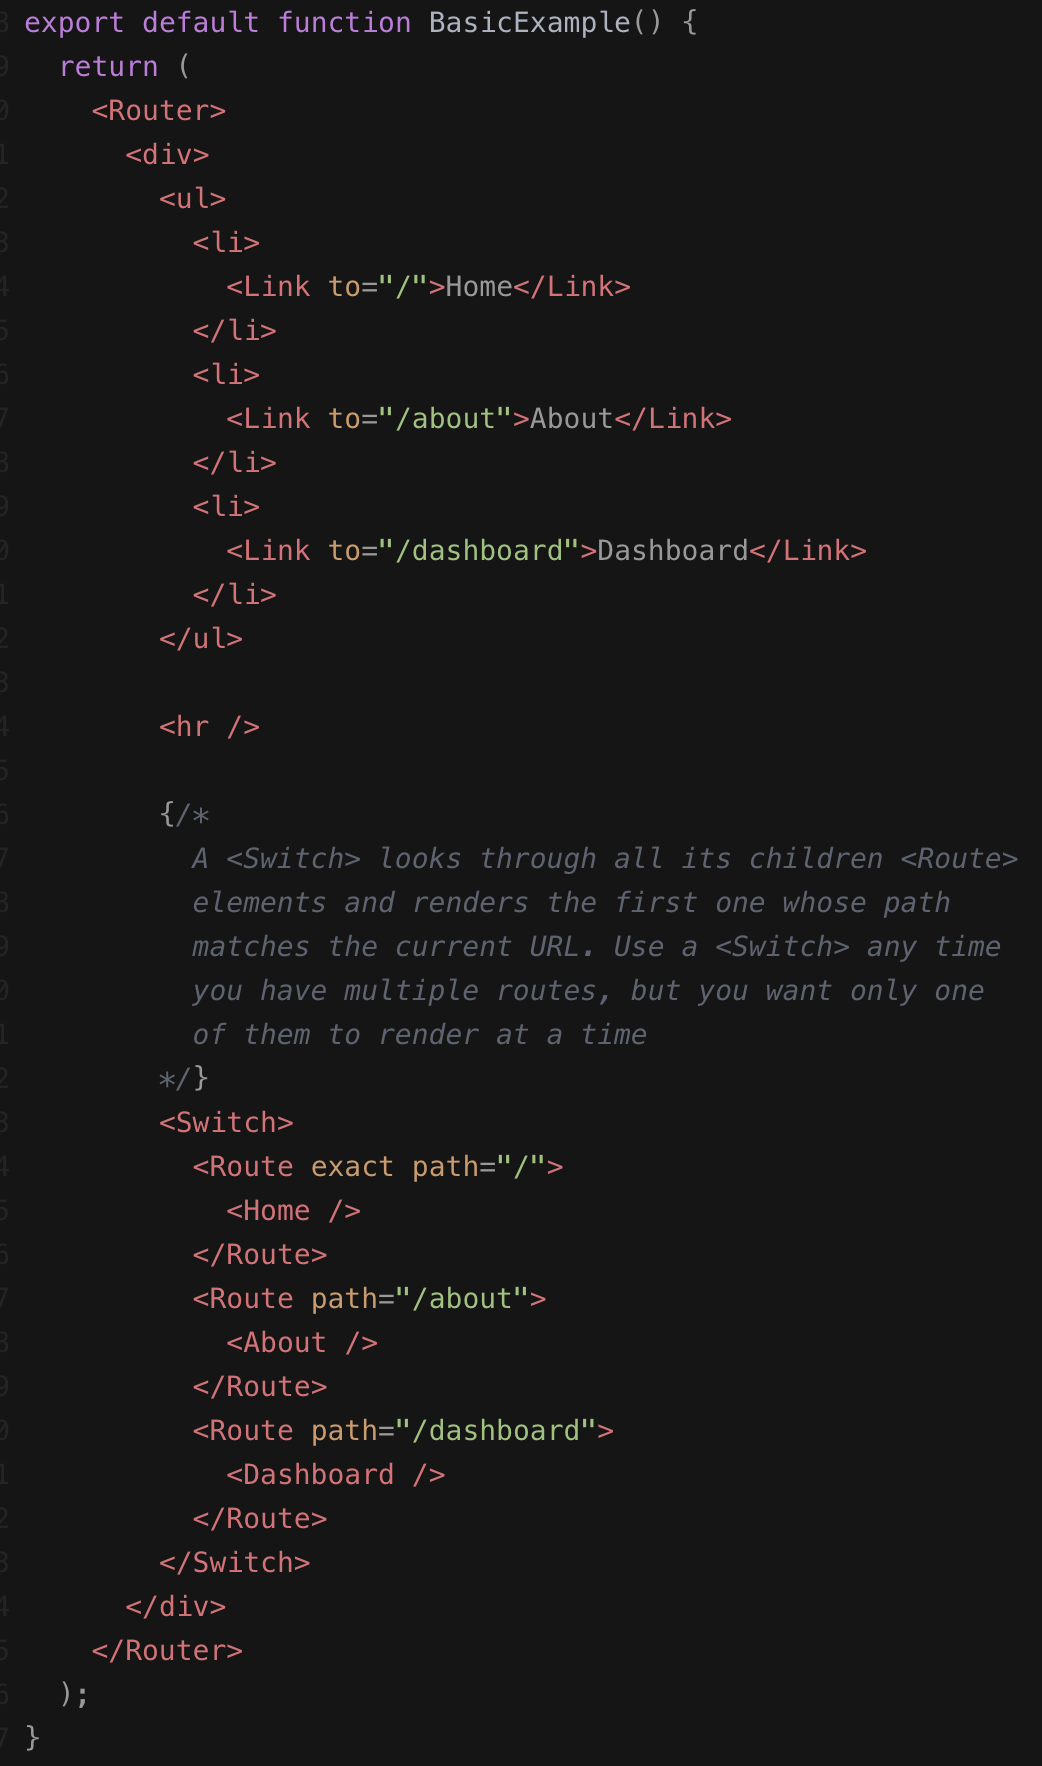 export default function BasicExample() {
  return (
    <Router>
      <div>
        <ul>
          <li>
            <Link to="/">Home</Link>
          </li>
          <li>
            <Link to="/about">About</Link>
          </li>
          <li>
            <Link to="/dashboard">Dashboard</Link>
          </li>
        </ul>

        <hr />

        {/*
          A <Switch> looks through all its children <Route>
          elements and renders the first one whose path
          matches the current URL. Use a <Switch> any time
          you have multiple routes, but you want only one
          of them to render at a time
        */}
        <Switch>
          <Route exact path="/">
            <Home />
          </Route>
          <Route path="/about">
            <About />
          </Route>
          <Route path="/dashboard">
            <Dashboard />
          </Route>
        </Switch>
      </div>
    </Router>
  );
}